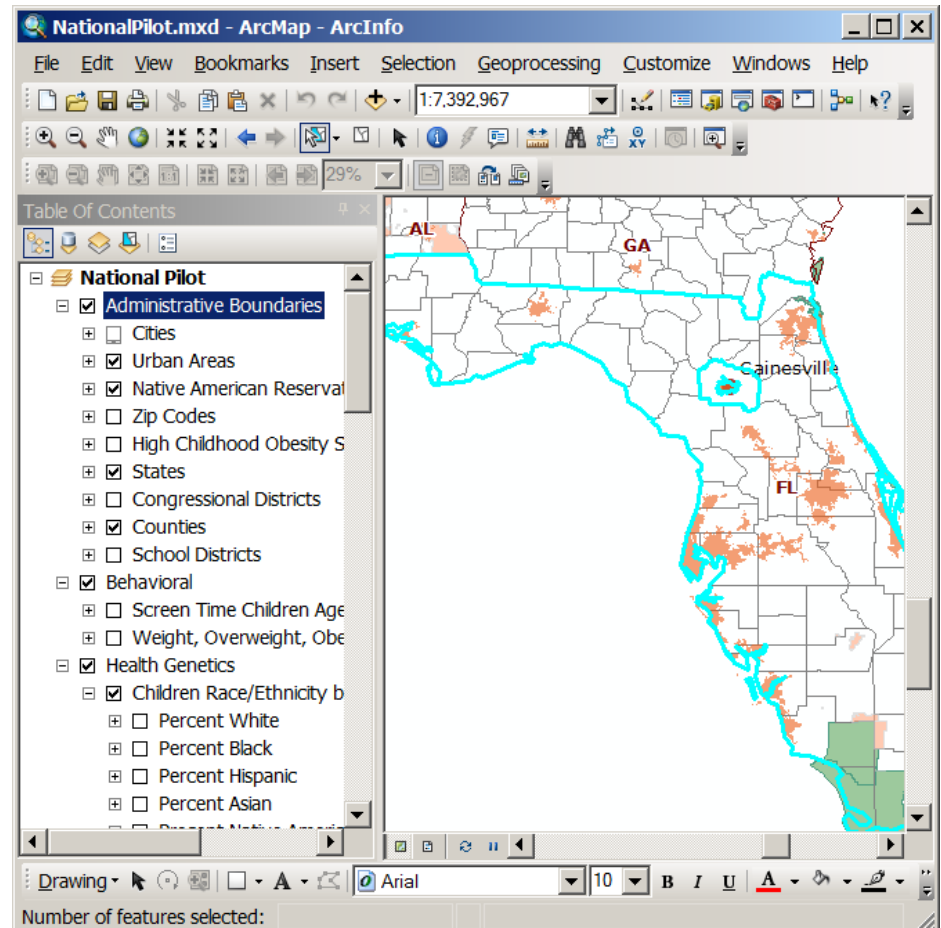 NationalPilot.mxd - ArcMap - ArcInfo
File Edit View Bookmarks Insert Selection Geoprocessing Customize Windows Help
1:7,392,967
XY
1:1 29%
Table Of Contents
National Pilot
Administrative Boundaries
Cities
Urban Areas
Native American Reservat
Zip Codes
High Childhood Obesity S
States
Congressional Districts
Counties
School Districts
Behavioral
Screen Time Children Age
Weight, Overweight, Obe
Health Genetics
Children Race/Ethnicity b
Percent White
Percent Black
Percent Hispanic
Percent Asian
AL
GA
Gainesville
FL
Drawing A Arial 10 B I U A
Number of features selected: